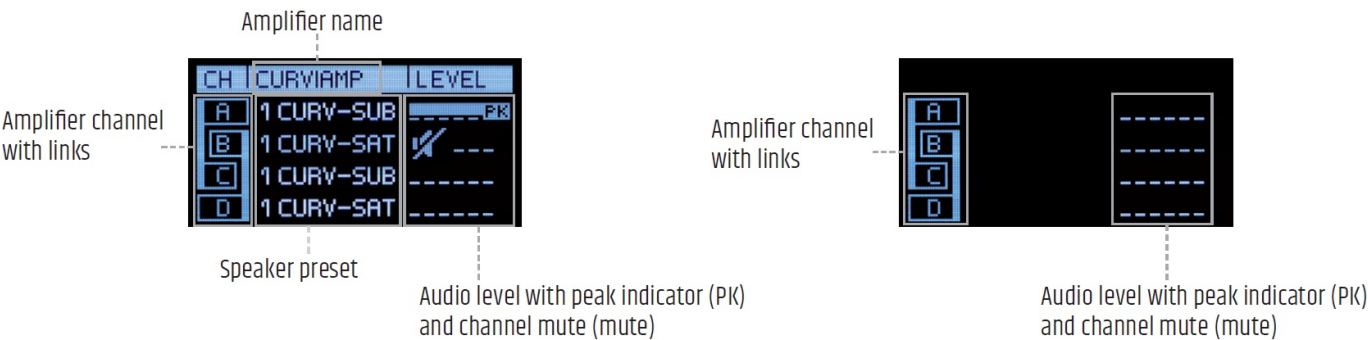 Amplifier name
CH CURVIAMP LEVEL
A 1 CURV-SUB PK
B 1 CURV-SAT
C 1 CURV-SUB
D 1 CURV-SAT
Amplifier channel
with links
Speaker preset
Audio level with peak indicator (PK)
and channel mute (mute)
A
B
C
D
Amplifier channel
with links
Audio level with peak indicator (PK)
and channel mute (mute)